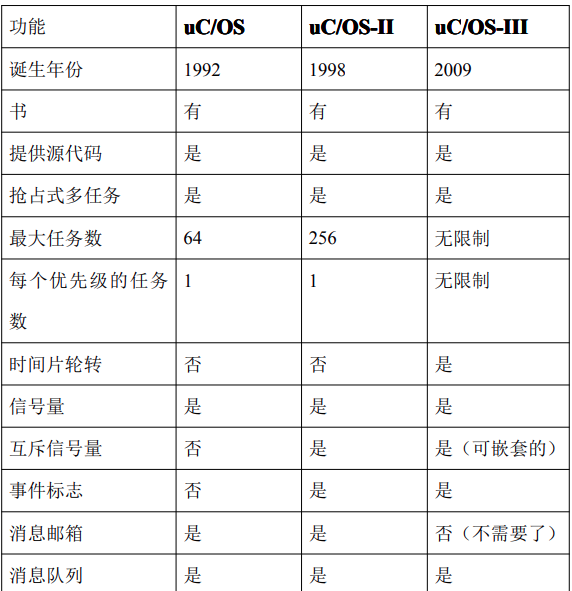 功能 uC/OS uC/OS-II uC/OS-III
诞生年份 1992 1998 2009
书 有 有 有
提供源代码 是 是 是
抢占式多任务 是 是 是
最大任务数 64 256 无限制
每个优先级的任务 1 1 无限制
数
时间片轮转 否 否 是
信号量 是 是 是
互斥信号量 否 是 是（可嵌套的）
事件标志 否 是 是
消息邮箱 是 是 否（不需要了）
消息队列 是 是 是